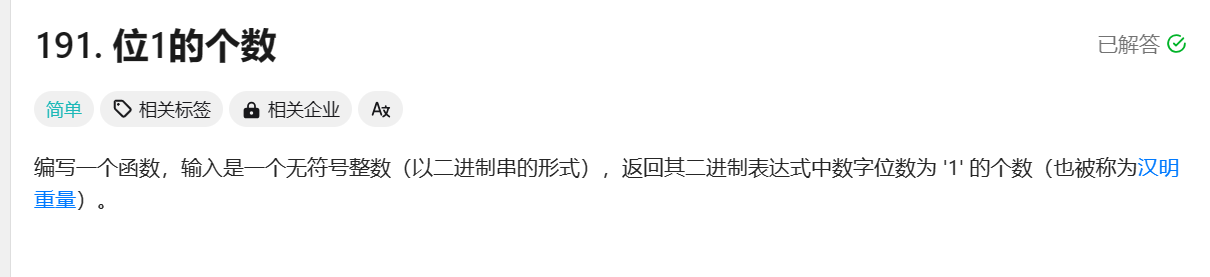 191. 位1的个数
已解答
简单 相关标签 相关企业
编写一个函数，输入是一个无符号整数（以二进制串的形式），返回其二进制表达式中数字位数为 '1' 的个数（也被称为汉明
重量）。